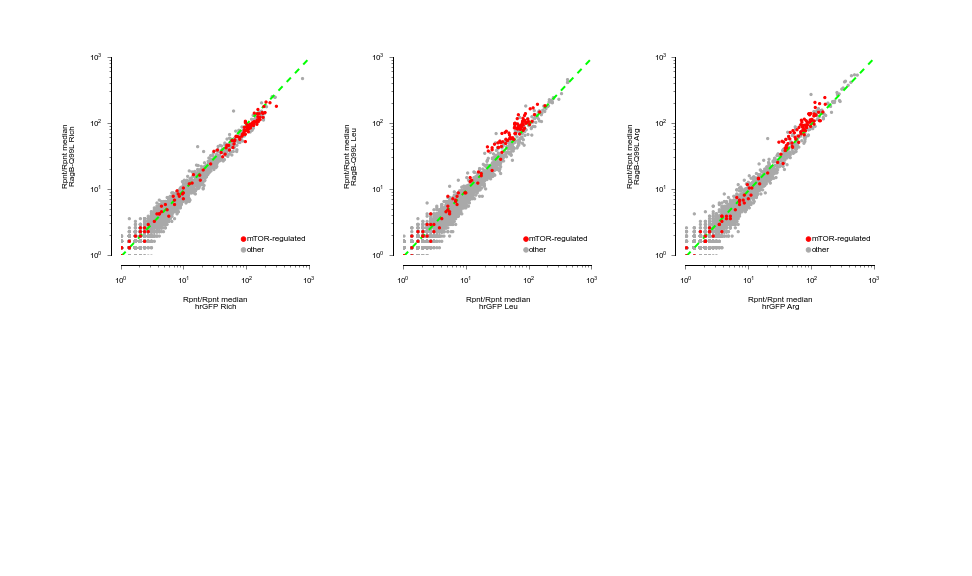 Rpnt/Rpnt median
RagB-Q99L Rich
10³
10²
10¹
10⁰
mTOR-regulated
other
10⁰ 10¹ 10² 10³
Rpnt/Rpnt median
hrGFP Rich
Rpnt/Rpnt median
RagB-Q99L Leu
10³
10²
10¹
10⁰
mTOR-regulated
other
10⁰ 10¹ 10² 10³
Rpnt/Rpnt median
hrGFP Leu
Rpnt/Rpnt median
RagB-Q99L Arg
10³
10²
10¹
10⁰
mTOR-regulated
other
10⁰ 10¹ 10² 10³
Rpnt/Rpnt median
hrGFP Arg